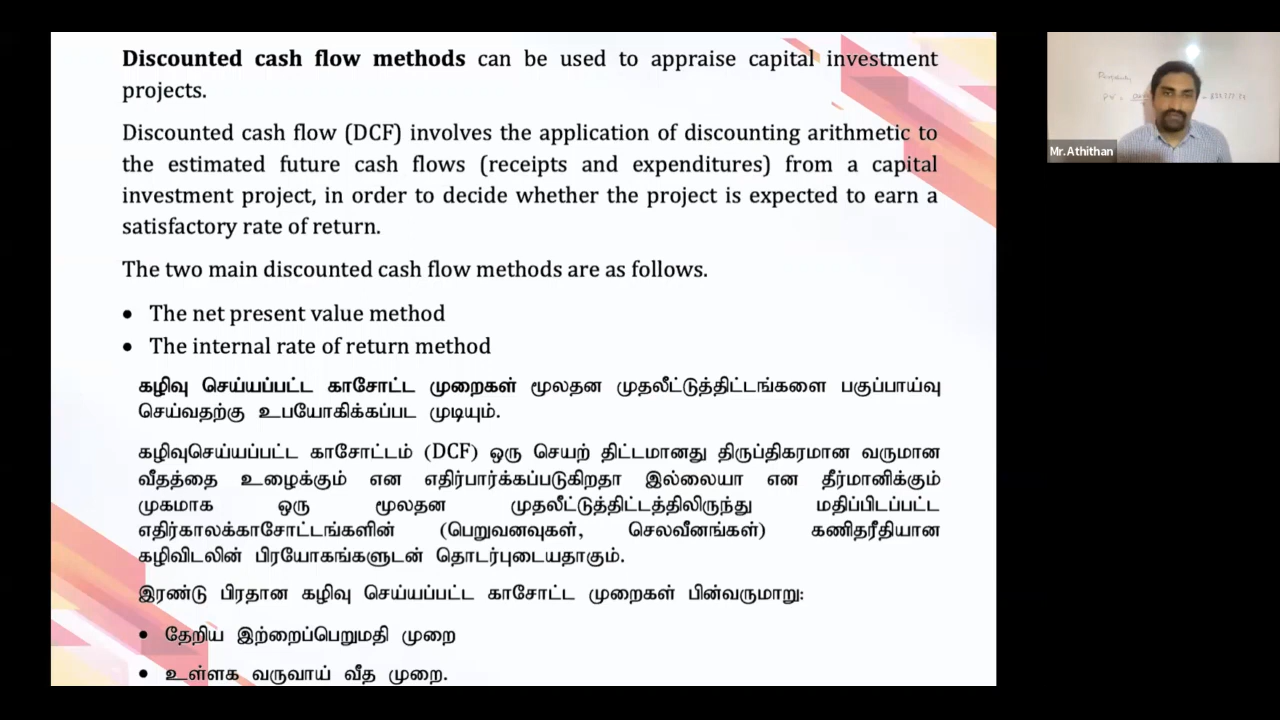 Discounted cash flow methods can be used to appraise capital investment
projects.
Discounted cash flow (DCF) involves the application of discounting arithmetic to
the estimated future cash flows (receipts and expenditures) from a capital
investment project, in order to decide whether the project is expected to earn a
satisfactory rate of return.
The two main discounted cash flow methods are as follows.
• The net present value method
• The internal rate of return method
கழிவு செய்யப்பட்ட காசோட்ட முறைகள் மூலதன முதலீட்டுத்திட்டங்களை பகுப்பாய்வு
செய்வதற்கு உபயோகிக்கப்பட முடியும்.
கழிவுசெய்யப்பட்ட காசோட்டம் (DCF) ஒரு செயற் திட்டமானது திருப்திகரமான வருமான
வீதத்தை உழைக்கும் என எதிர்பார்க்கப்படுகிறதா இல்லையா என தீர்மானிக்கும்
முகமாக ஒரு மூலதன முதலீட்டுத்திட்டத்திலிருந்து மதிப்பிடப்பட்ட
எதிர்காலக்காசோட்டங்களின் (பெறுவனவுகள், செலவீனங்கள்) கணிதரீதியான
கழிவிடலின் பிரயோகங்களுடன் தொடர்புடையதாகும்.
இரண்டு பிரதான கழிவு செய்யப்பட்ட காசோட்ட முறைகள் பின்வருமாறு:
• தேறிய இற்றைப்பெறுமதி முறை
• உள்ளக வருவாய் வீத முறை.
Mr.Athithan